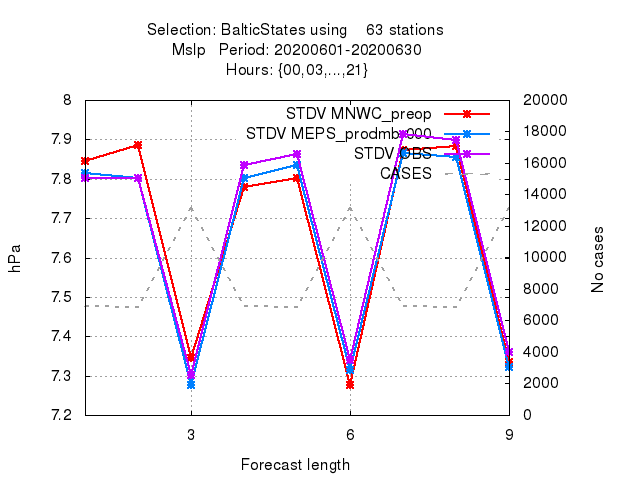 Selection: BalticStates using    63 stations
Mslp   Period: 20200601-20200630
Hours: {00,03,...,21}
STDV MNWC_preop
STDV MEPS_prodmbr000
STDV OBS
CASES
8
7.9
7.8
7.7
7.6
7.5
7.4
7.3
7.2
hPa
20000
18000
16000
14000
12000
10000
8000
6000
4000
2000
0
No cases
3
6
9
Forecast length